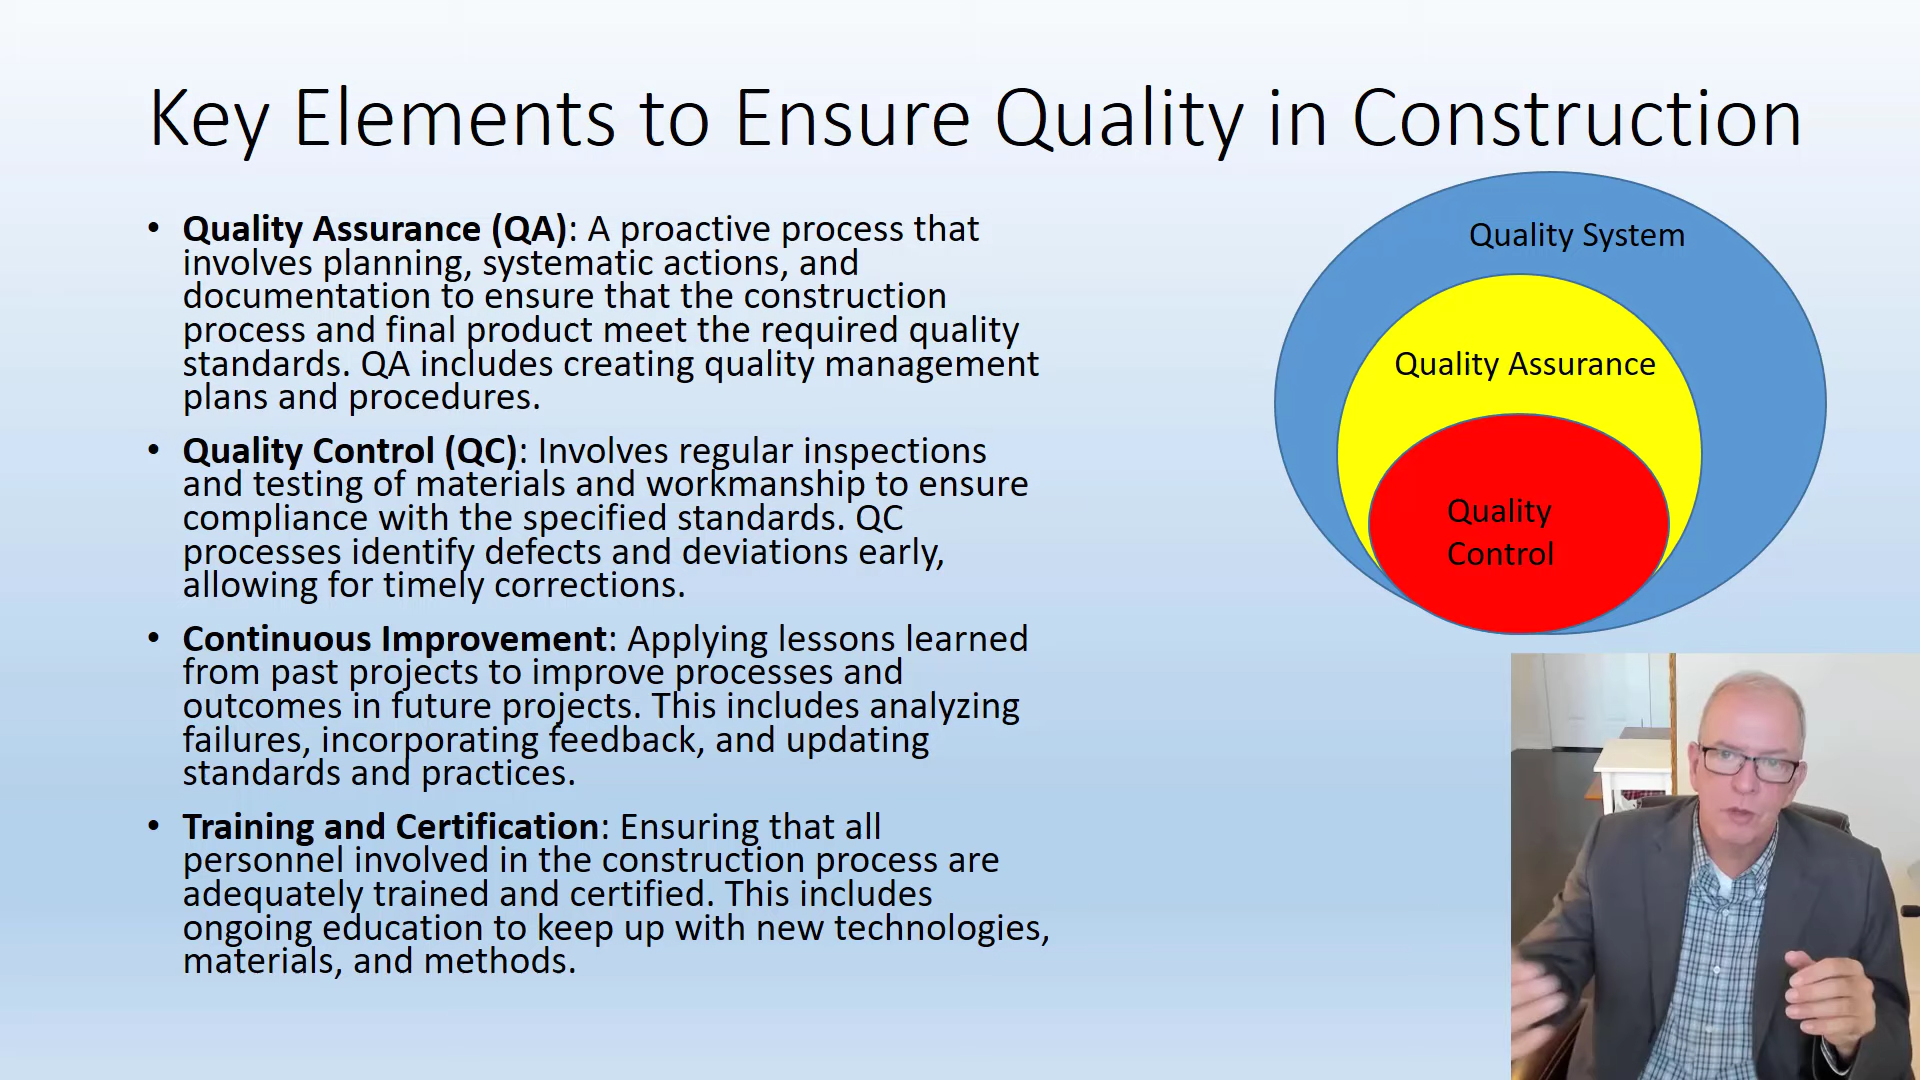 Key Elements to Ensure Quality in Construction
• Quality Assurance (QA): A proactive process that
involves planning, systematic actions, and
documentation to ensure that the construction
process and final product meet the required quality
standards. QA includes creating quality management
plans and procedures.
• Quality Control (QC): Involves regular inspections
and testing of materials and workmanship to ensure
compliance with the specified standards. QC
processes identify defects and deviations early,
allowing for timely corrections.
• Continuous Improvement: Applying lessons learned
from past projects to improve processes and
outcomes in future projects. This includes analyzing
failures, incorporating feedback, and updating
standards and practices.
• Training and Certification: Ensuring that all
personnel involved in the construction process are
adequately trained and certified. This includes
ongoing education to keep up with new technologies,
materials, and methods.
Quality System
Quality Assurance
Quality
Control